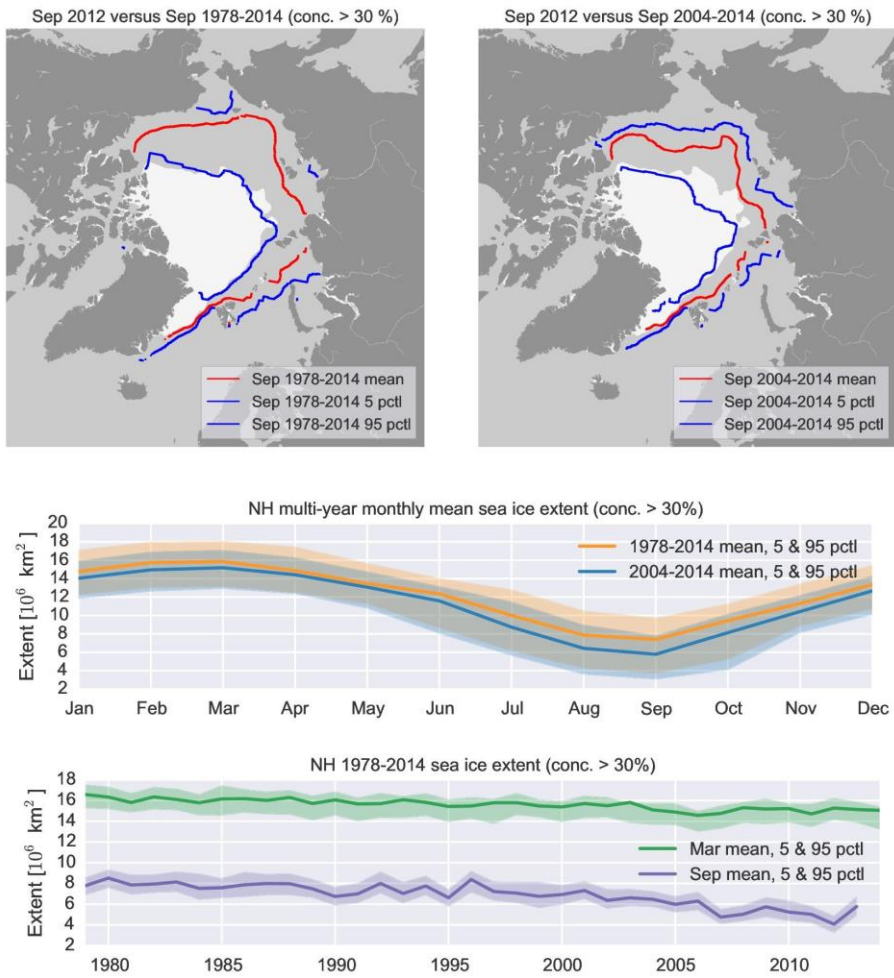 Sep 2012 versus Sep 1978-2014 (conc. > 30 %)
Sep 2012 versus Sep 2004-2014 (conc. > 30 %)
Sep 1978-2014 mean
Sep 1978-2014 5 pctl
Sep 1978-2014 95 pctl
Sep 2004-2014 mean
Sep 2004-2014 5 pctl
Sep 2004-2014 95 pctl
NH multi-year monthly mean sea ice extent (conc. > 30%)
Extent [10⁶ km²]
20
18
16
14
12
10
8
6
4
2
1978-2014 mean, 5 & 95 pctl
2004-2014 mean, 5 & 95 pctl
Jan Feb Mar Apr May Jun Jul Aug Sep Oct Nov Dec
NH 1978-2014 sea ice extent (conc. > 30%)
Extent [10⁶ km²]
18
16
14
12
10
8
6
4
2
Mar mean, 5 & 95 pctl
Sep mean, 5 & 95 pctl
1980 1985 1990 1995 2000 2005 2010